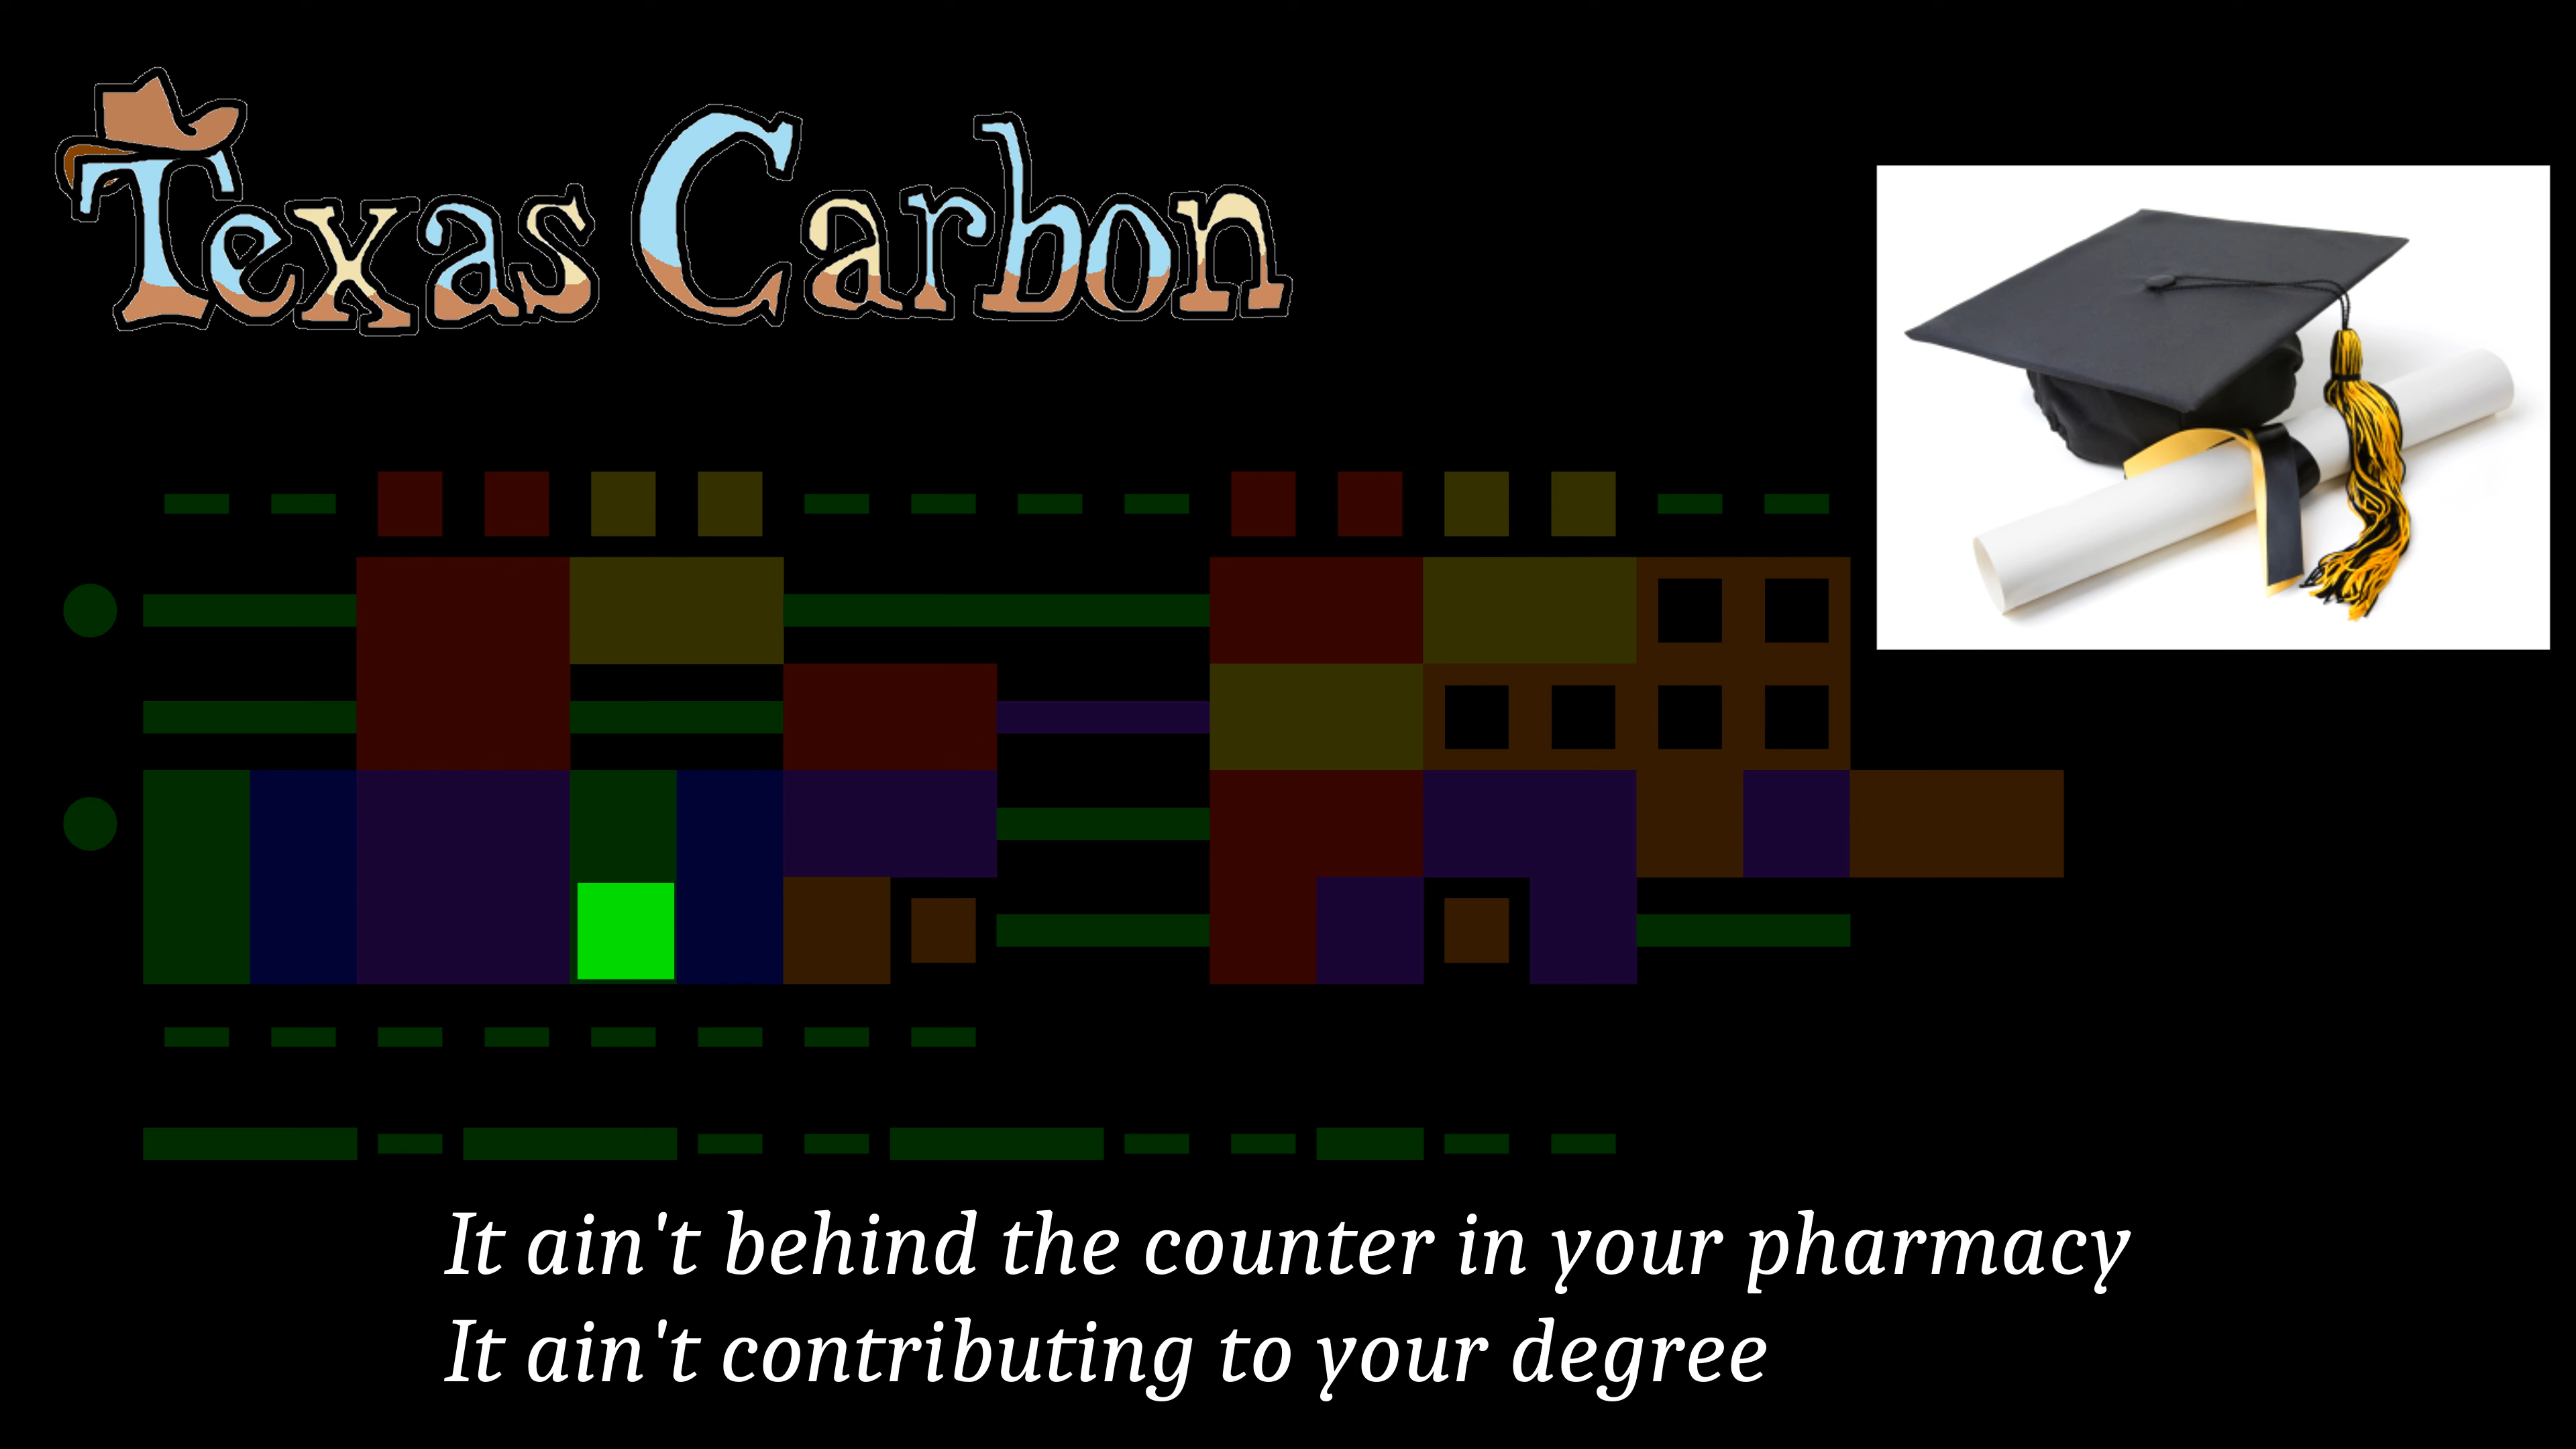 Texas Carbon
It ain't behind the counter in your pharmacy
It ain't contributing to your degree